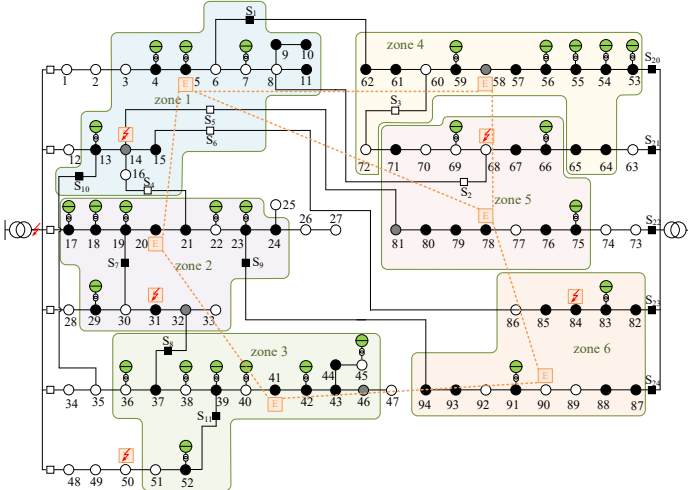 S1
9 10
zone 4
S20
1 2 3 4 5 6 7 8 11 62 61 60 59 58 57 56 55 54 53
E E
zone 1
S3
S5
S6
S21
12 13 14 15 72 71 70 69 68 67 66 65 64 63
16
S10 S4 S2
25
zone 5
E
S22
17 18 19 20 21 22 23 24 26 27 81 80 79 78 77 76 75 74 73
E
S7 zone 2 S9
S23
28 29 30 31 32 33 86 85 84 83 82
S8 zone 3
zone 6
44 45
E
S24
34 35 36 37 38 39 40 41 42 43 46 47 94 93 92 91 90 89 88 87
E
S11
48 49 50 51 52